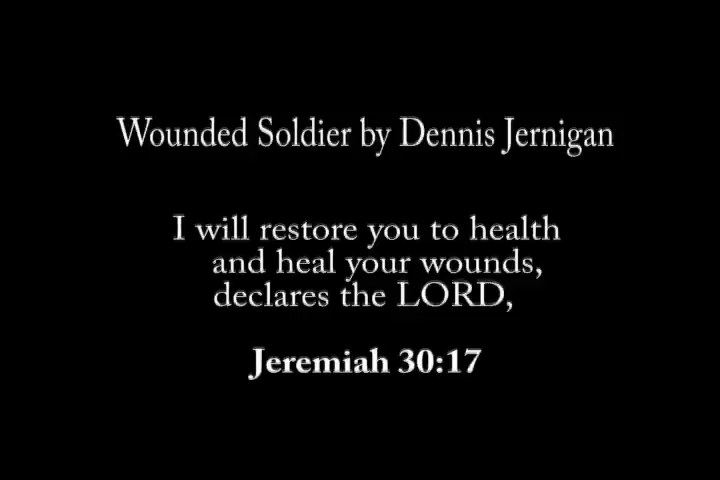 Wounded Soldier by Dennis Jernigan
I will restore you to health
and heal your wounds,
declares the LORD,
Jeremiah 30:17